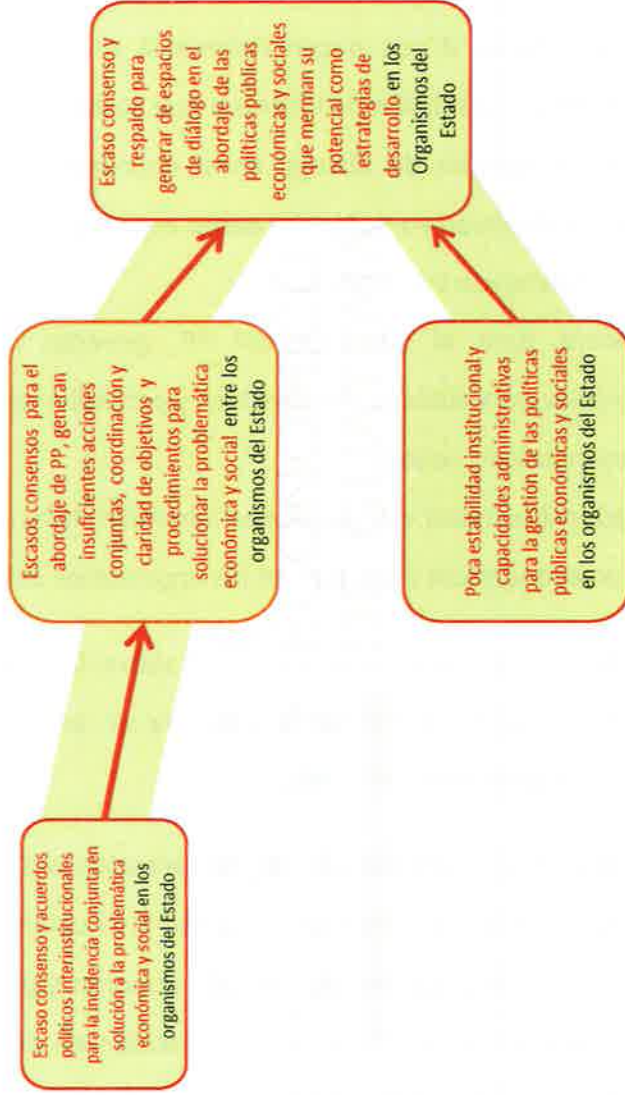 Escaso consenso y acuerdos
políticos interinstitucionales
para la incidencia conjunta en
solución a la problemática
económica y social en los
organismos del Estado
Escasos consensos para el
abordaje de PP, generan
insuficientes acciones
conjuntas, coordinación y
claridad de objetivos y
procedimientos para
solucionar la problemática
económica y social entre los
organismos del Estado
Poca estabilidad institucional y
capacidades administrativas
para la gestión de las políticas
públicas económicas y sociales
en los organismos del Estado
Escaso consenso y
respaldo para
generar de espacios
de diálogo en el
abordaje de las
políticas públicas
económicas y sociales
que merman su
potencial como
estrategias de
desarrollo en los
Organismos del
Estado